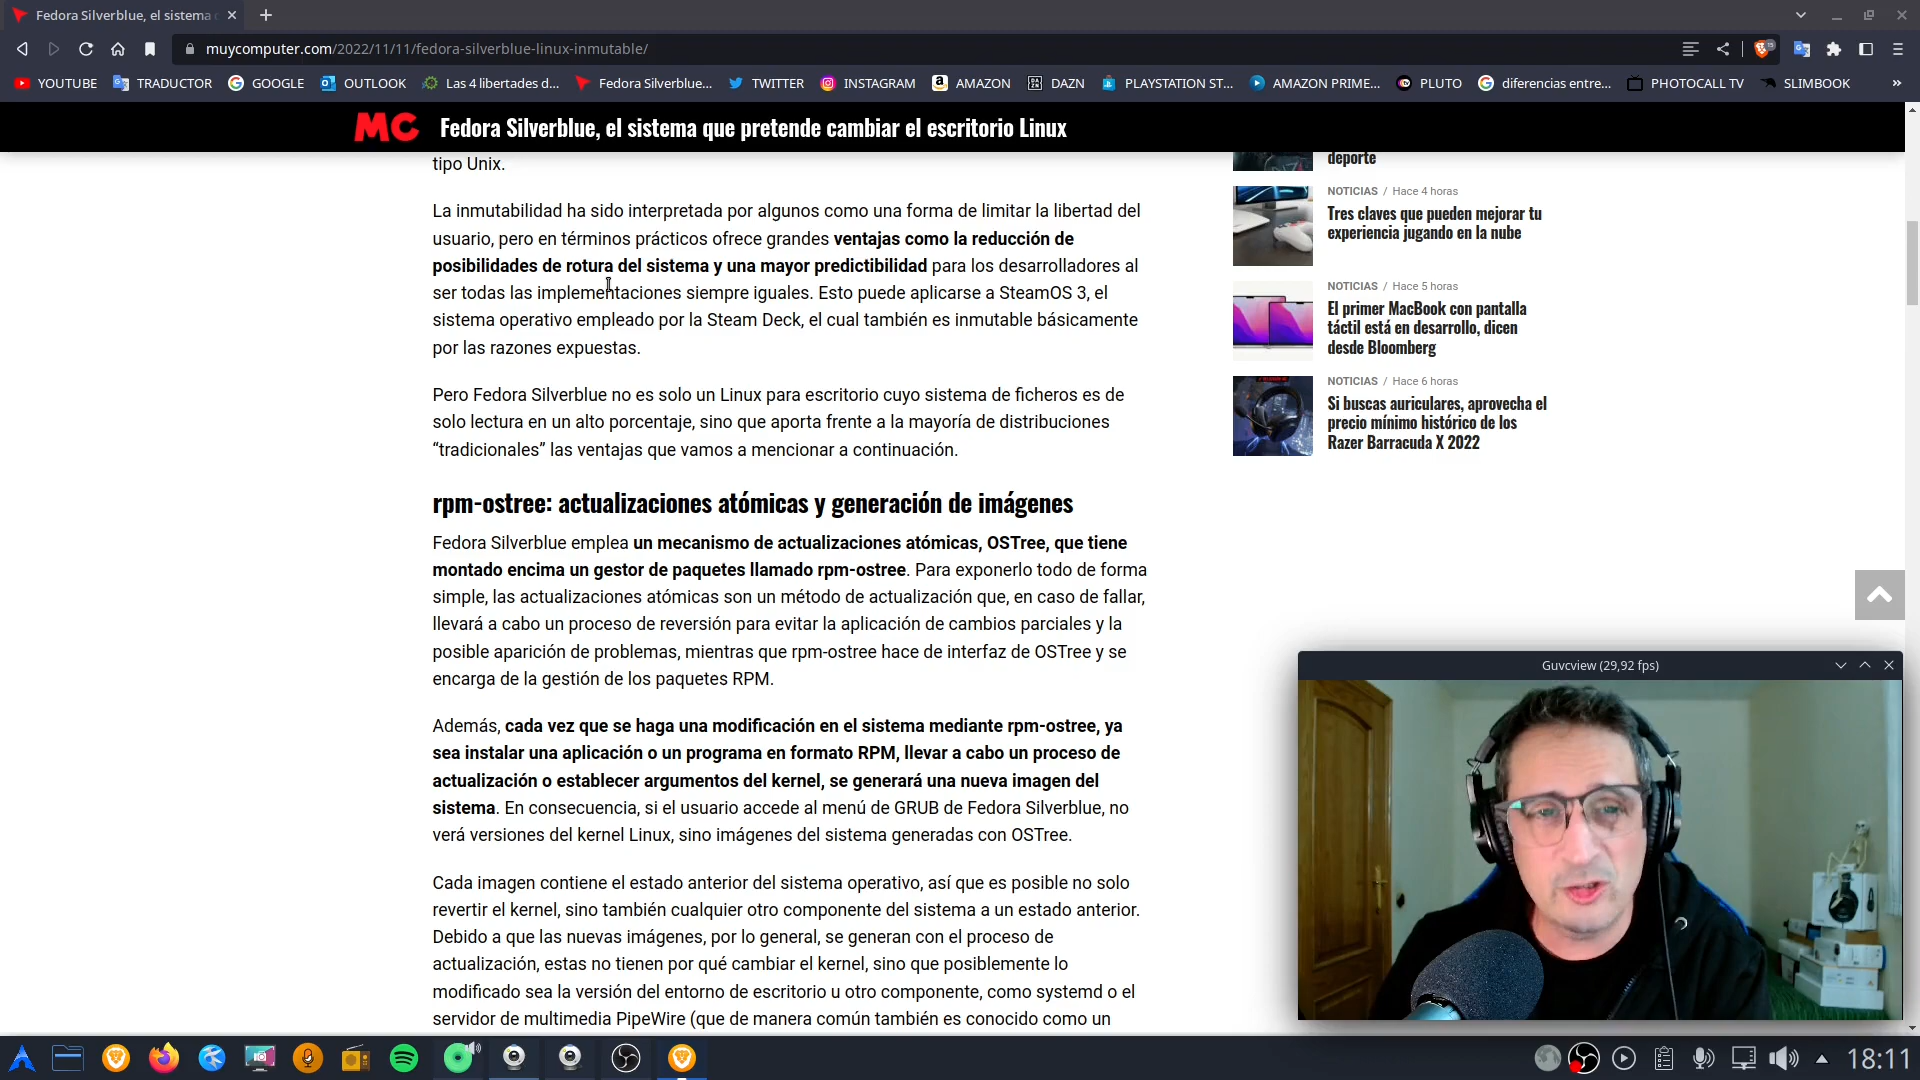 Fedora Silverblue, el sistema
muycomputer.com/2022/11/11/fedora-silverblue-linux-inmutable/
15
YOUTUBE
TRADUCTOR
GOOGLE
OUTLOOK
Las 4 libertades d...
Fedora Silverblue...
TWITTER
INSTAGRAM
AMAZON
DAZN
PLAYSTATION ST...
AMAZON PRIME...
PLUTO
diferencias entre...
PHOTOCALL TV
SLIMBOOK
MC
Fedora Silverblue, el sistema que pretende cambiar el escritorio Linux
tipo Unix.
La inmutabilidad ha sido interpretada por algunos como una forma de limitar la libertad del
usuario, pero en términos prácticos ofrece grandes ventajas como la reducción de
posibilidades de rotura del sistema y una mayor predictibilidad para los desarrolladores al
ser todas las implementaciones siempre iguales. Esto puede aplicarse a SteamOS 3, el
sistema operativo empleado por la Steam Deck, el cual también es inmutable básicamente
por las razones expuestas.
Pero Fedora Silverblue no es solo un Linux para escritorio cuyo sistema de ficheros es de
solo lectura en un alto porcentaje, sino que aporta frente a la mayoría de distribuciones
“tradicionales” las ventajas que vamos a mencionar a continuación.
rpm-ostree: actualizaciones atómicas y generación de imágenes
Fedora Silverblue emplea un mecanismo de actualizaciones atómicas, OSTree, que tiene
montado encima un gestor de paquetes llamado rpm-ostree. Para exponerlo todo de forma
simple, las actualizaciones atómicas son un método de actualización que, en caso de fallar,
llevará a cabo un proceso de reversión para evitar la aplicación de cambios parciales y la
posible aparición de problemas, mientras que rpm-ostree hace de interfaz de OSTree y se
encarga de la gestión de los paquetes RPM.
Además, cada vez que se haga una modificación en el sistema mediante rpm-ostree, ya
sea instalar una aplicación o un programa en formato RPM, llevar a cabo un proceso de
actualización o establecer argumentos del kernel, se generará una nueva imagen del
sistema. En consecuencia, si el usuario accede al menú de GRUB de Fedora Silverblue, no
verá versiones del kernel Linux, sino imágenes del sistema generadas con OSTree.
Cada imagen contiene el estado anterior del sistema operativo, así que es posible no solo
revertir el kernel, sino también cualquier otro componente del sistema a un estado anterior.
Debido a que las nuevas imágenes, por lo general, se generan con el proceso de
actualización, estas no tienen por qué cambiar el kernel, sino que posiblemente lo
modificado sea la versión del entorno de escritorio u otro componente, como systemd o el
servidor de multimedia PipeWire (que de manera común también es conocido como un
deporte
NOTICIAS / Hace 4 horas
Tres claves que pueden mejorar tu
experiencia jugando en la nube
NOTICIAS / Hace 5 horas
El primer MacBook con pantalla
táctil está en desarrollo, dicen
desde Bloomberg
NOTICIAS / Hace 6 horas
Si buscas auriculares, aprovecha el
precio mínimo histórico de los
Razer Barracuda X 2022
Guvcview (29,92 fps)
18:11